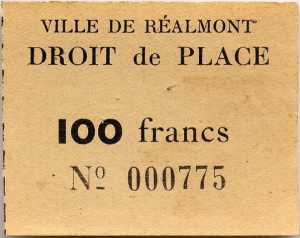 VILLE DE RÉALMONT
DROIT de PLACE
100 francs
Nº 000775